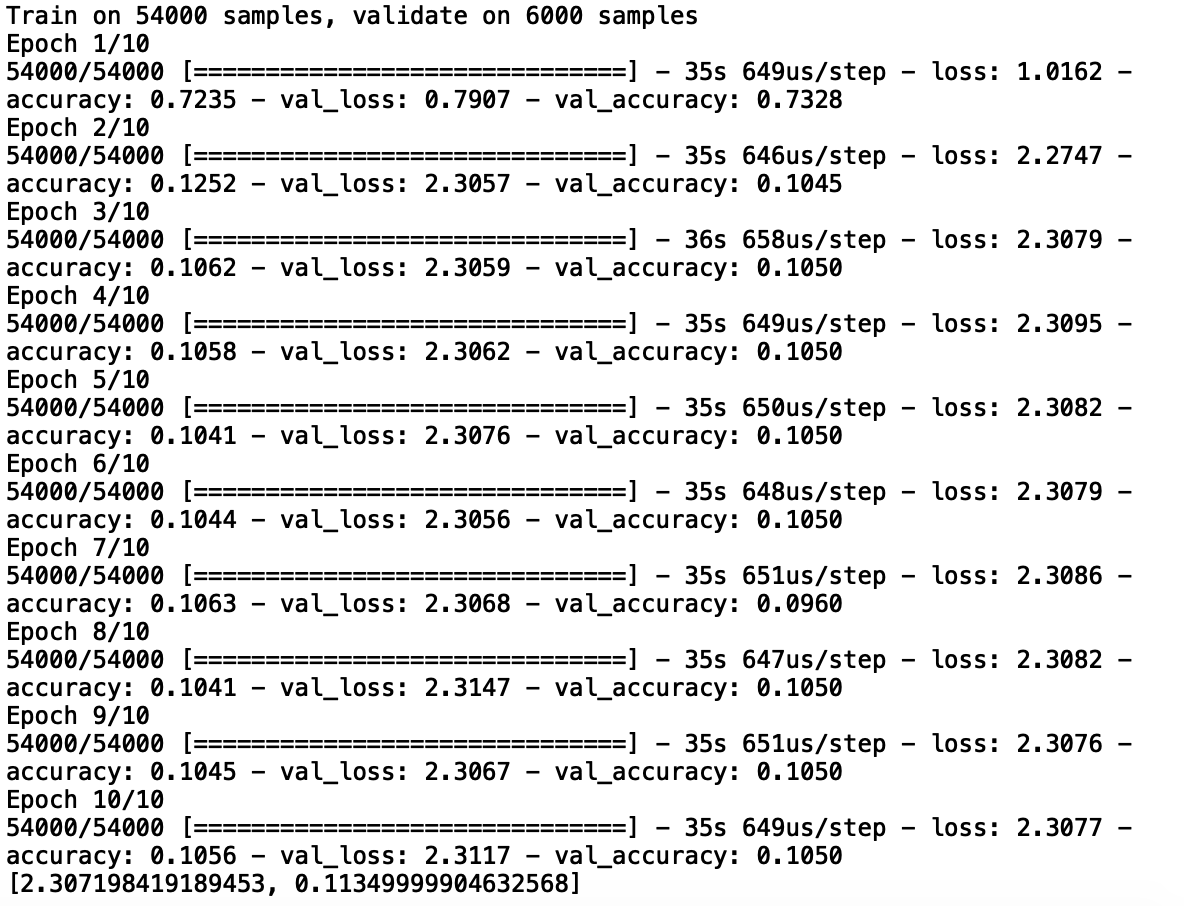 Train on 54000 samples, validate on 6000 samples
Epoch 1/10
54000/54000 [==============================] - 35s 649us/step - loss: 1.0162 -
accuracy: 0.7235 - val_loss: 0.7907 - val_accuracy: 0.7328
Epoch 2/10
54000/54000 [==============================] - 35s 646us/step - loss: 2.2747 -
accuracy: 0.1252 - val_loss: 2.3057 - val_accuracy: 0.1045
Epoch 3/10
54000/54000 [==============================] - 36s 658us/step - loss: 2.3079 -
accuracy: 0.1062 - val_loss: 2.3059 - val_accuracy: 0.1050
Epoch 4/10
54000/54000 [==============================] - 35s 649us/step - loss: 2.3095 -
accuracy: 0.1058 - val_loss: 2.3062 - val_accuracy: 0.1050
Epoch 5/10
54000/54000 [==============================] - 35s 650us/step - loss: 2.3082 -
accuracy: 0.1041 - val_loss: 2.3076 - val_accuracy: 0.1050
Epoch 6/10
54000/54000 [==============================] - 35s 648us/step - loss: 2.3079 -
accuracy: 0.1044 - val_loss: 2.3056 - val_accuracy: 0.1050
Epoch 7/10
54000/54000 [==============================] - 35s 651us/step - loss: 2.3086 -
accuracy: 0.1063 - val_loss: 2.3068 - val_accuracy: 0.0960
Epoch 8/10
54000/54000 [==============================] - 35s 647us/step - loss: 2.3082 -
accuracy: 0.1041 - val_loss: 2.3147 - val_accuracy: 0.1050
Epoch 9/10
54000/54000 [==============================] - 35s 651us/step - loss: 2.3076 -
accuracy: 0.1045 - val_loss: 2.3067 - val_accuracy: 0.1050
Epoch 10/10
54000/54000 [==============================] - 35s 649us/step - loss: 2.3077 -
accuracy: 0.1056 - val_loss: 2.3117 - val_accuracy: 0.1050
[2.307198419189453, 0.11349999904632568]